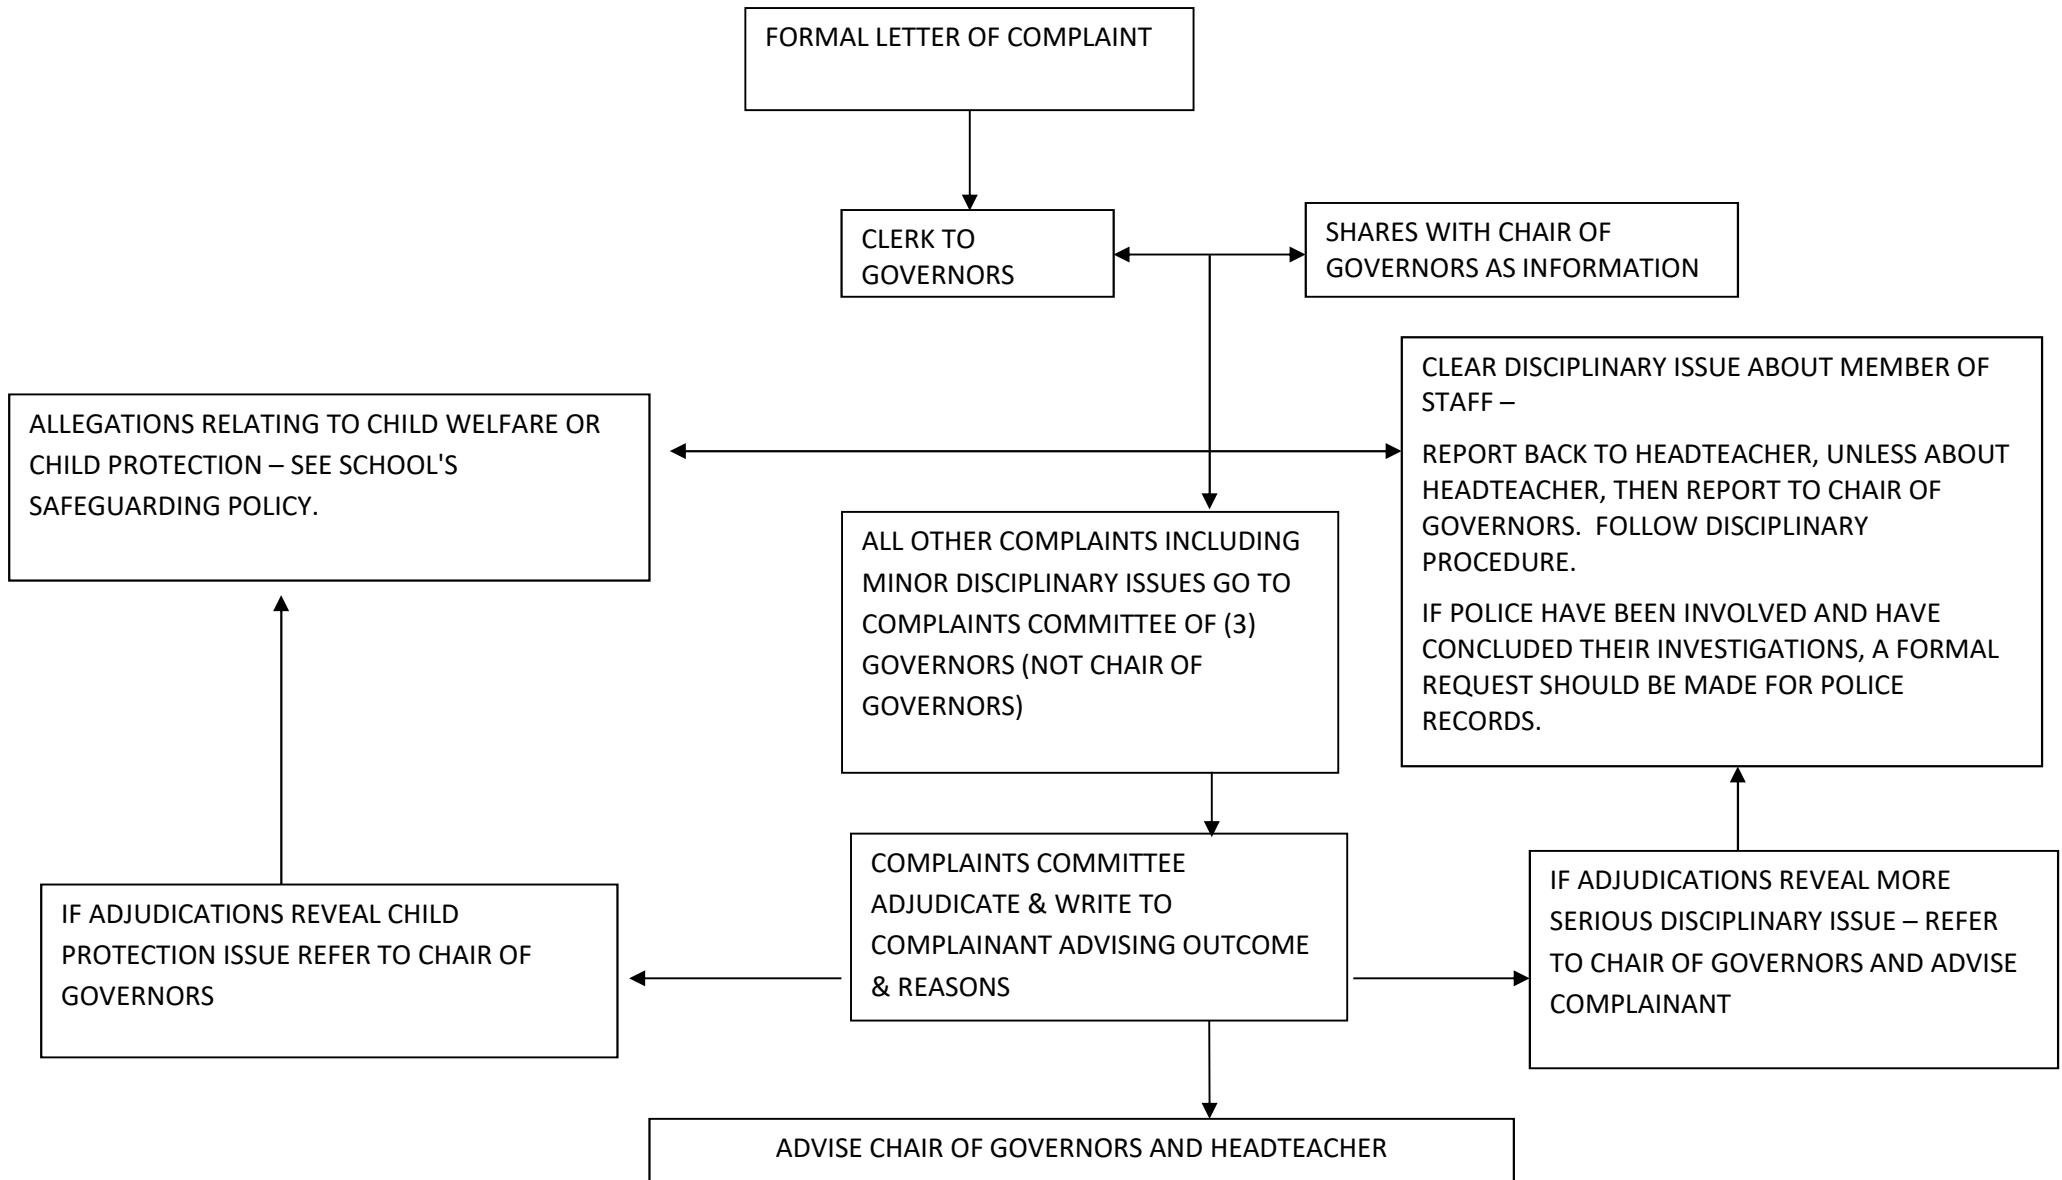 FORMAL LETTER OF COMPLAINT
CLERK TO
GOVERNORS
SHARES WITH CHAIR OF
GOVERNORS AS INFORMATION
ALLEGATIONS RELATING TO CHILD WELFARE OR
CHILD PROTECTION – SEE SCHOOL'S
SAFEGUARDING POLICY.
CLEAR DISCIPLINARY ISSUE ABOUT MEMBER OF
STAFF –
REPORT BACK TO HEADTEACHER, UNLESS ABOUT
HEADTEACHER, THEN REPORT TO CHAIR OF
GOVERNORS.  FOLLOW DISCIPLINARY
PROCEDURE.
IF POLICE HAVE BEEN INVOLVED AND HAVE
CONCLUDED THEIR INVESTIGATIONS, A FORMAL
REQUEST SHOULD BE MADE FOR POLICE
RECORDS.
ALL OTHER COMPLAINTS INCLUDING
MINOR DISCIPLINARY ISSUES GO TO
COMPLAINTS COMMITTEE OF (3)
GOVERNORS (NOT CHAIR OF
GOVERNORS)
IF ADJUDICATIONS REVEAL CHILD
PROTECTION ISSUE REFER TO CHAIR OF
GOVERNORS
COMPLAINTS COMMITTEE
ADJUDICATE & WRITE TO
COMPLAINANT ADVISING OUTCOME
& REASONS
IF ADJUDICATIONS REVEAL MORE
SERIOUS DISCIPLINARY ISSUE – REFER
TO CHAIR OF GOVERNORS AND ADVISE
COMPLAINANT
ADVISE CHAIR OF GOVERNORS AND HEADTEACHER